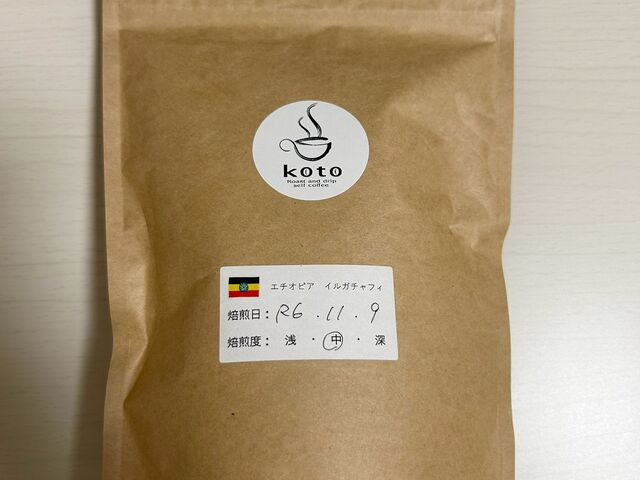 koto
Roast and drip
self coffee
エチオピア イルガチャフィ
焙煎日：R6.11.9
焙煎度：浅・中・深